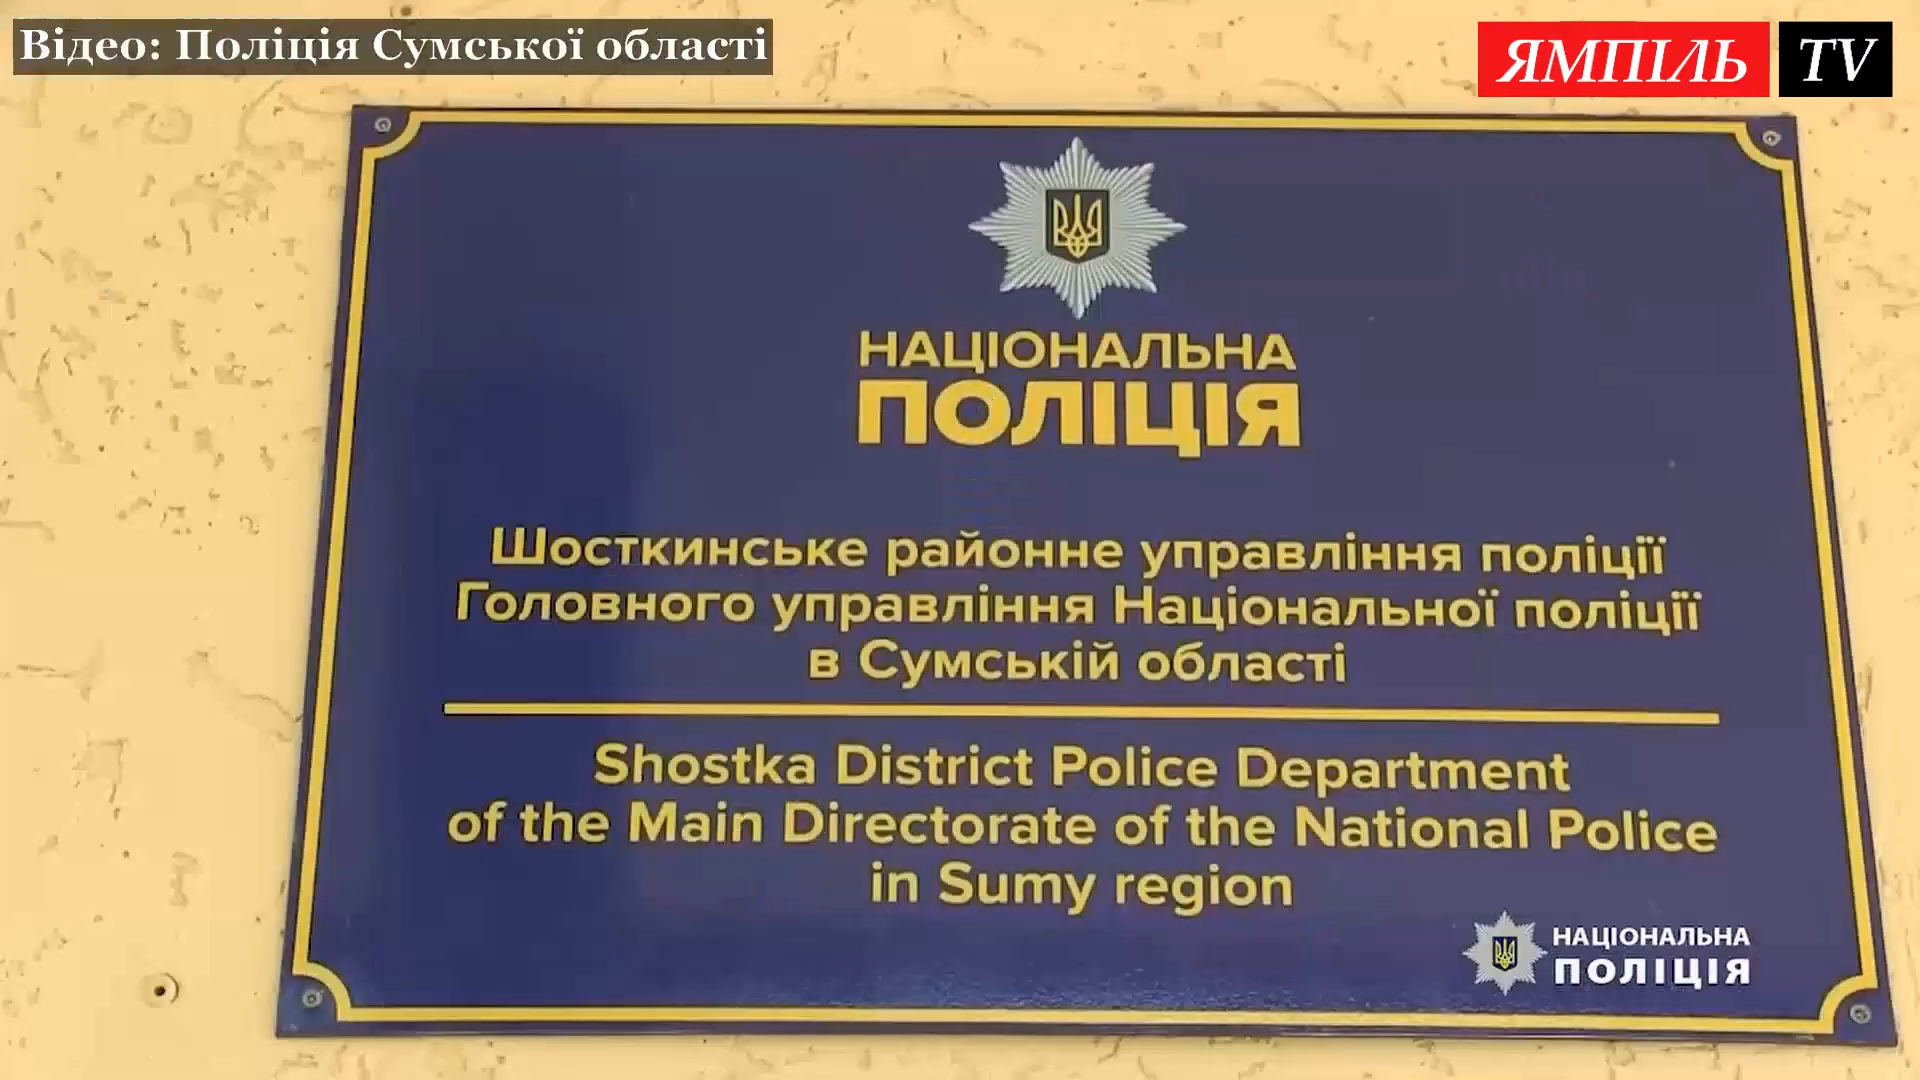 Відео: Поліція Сумської області
ЯМПІЛЬ TV
НАЦІОНАЛЬНА
ПОЛІЦІЯ
Шосткинське районне управління поліції
Головного управління Національної поліції
в Сумській області
Shostka District Police Department
of the Main Directorate of the National Police
in Sumy region
НАЦІОНАЛЬНА
ПОЛІЦІЯ